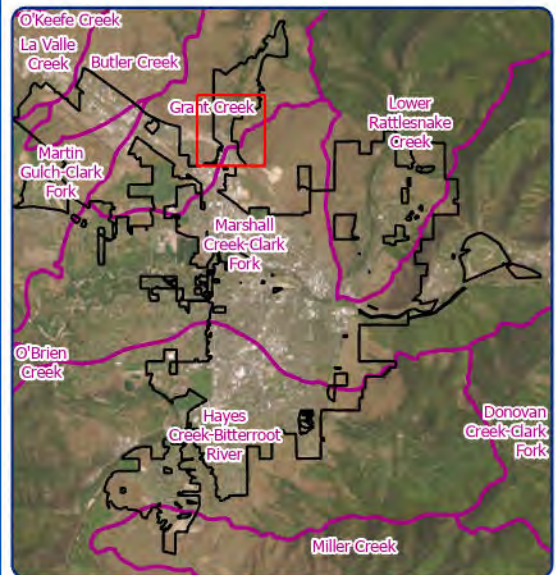 O'Keefe Creek
La Valle
Creek
Butler Creek
Grant Creek
Lower
Rattlesnake
Creek
Martin
Gulch-Clark
Fork
Marshall
Creek-Clark
Fork
O'Brien
Creek
Hayes
Creek-Bitterroot
River
Donovan
Creek-Clark
Fork
Miller Creek